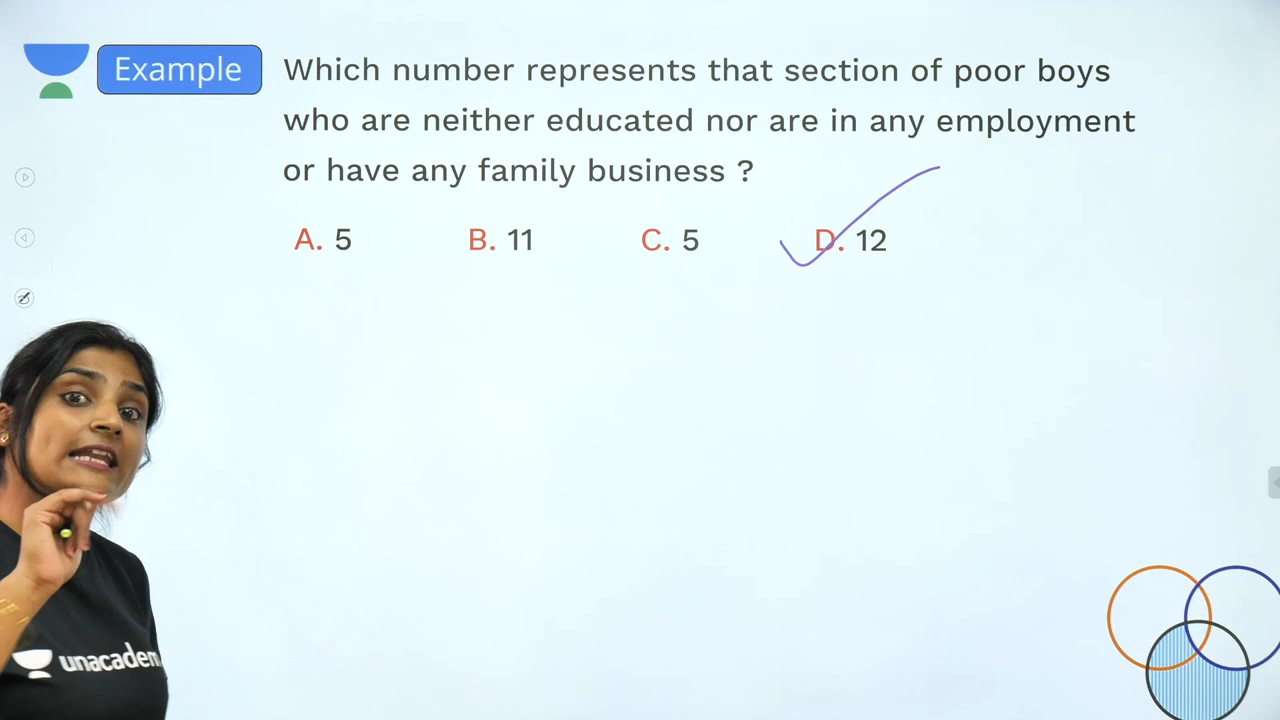 Example
Which number represents that section of poor boys
who are neither educated nor are in any employment
or have any family business ?
A. 5 B. 11 C. 5 D. 12
unacadem